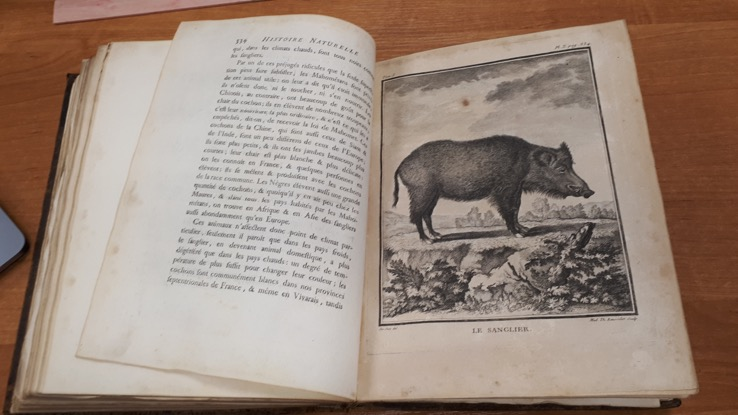 334 HISTOIRE NATURELLE
qui, dans les climats chauds, sont tous noirs comme
les sangliers.
Par un de ces préjugés ridicules que la seule superstition
peut faire subsister, les Mahométans sont privés
de cet animal utile: on leur a dit qu'il étoit immonde,
ils n'osent donc ni le toucher, ni s'en nourrir. Les
Chinois, au contraire, ont beaucoup de goût pour la
chair du cochon; ils en élèvent de nombreux troupeaux,
c'est leur nourriture la plus ordinaire, & c'est ce qui les a
empêchés, dit-on, de recevoir la loi de Mahomet. Ces
cochons de la Chine, qui sont aussi ceux de Siam &
de l'Inde, sont un peu différens de ceux de l'Europe,
ils sont plus petits, & ils ont les jambes beaucoup plus
courtes; leur chair est plus blanche & plus délicate:
on les connoît en France, & quelques personnes en
élèvent; ils se mêlent & produisent avec les cochons
de la race commune. Les Nègres élèvent aussi une grande
quantité de cochons, & quoiqu'il y en ait peu chez les
Maures, & dans tous les pays habités par les Mahométans,
on trouve en Afrique & en Asie des sangliers
aussi abondamment qu'en Europe.
Ces animaux n'affectent donc point de climat particulier,
seulement il paroît que dans les pays froids,
le sanglier, en devenant animal domestique, a plus
dégénéré que dans les pays chauds: un degré de température
de plus suffit pour changer leur couleur; les
cochons sont communément blancs dans nos provinces
septentrionales de France, & même en Vivarais, tandis
LE SANGLIER.